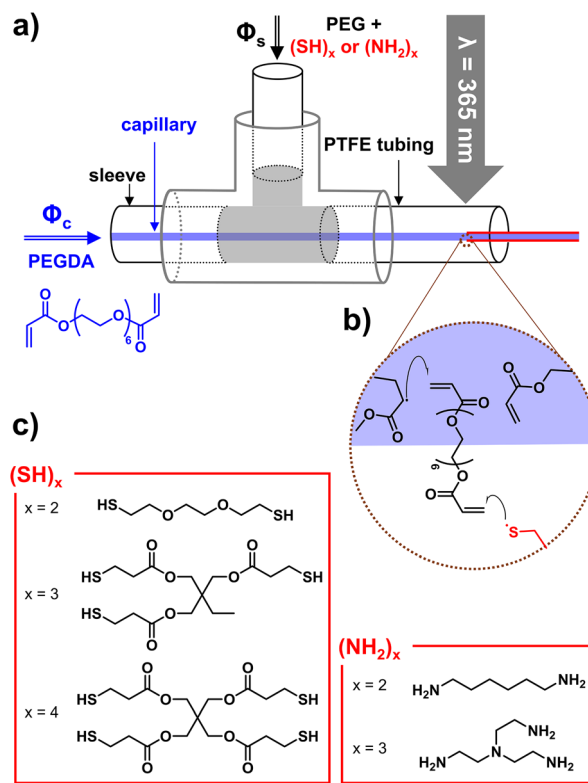 a)
Φs
PEG +
(SH)x or (NH2)x
λ = 365 nm
capillary
PTFE tubing
sleeve
Φc
PEGDA
O
O
O
6
O
b)
O
O
O
O
O
O
O
9
O
O
·S
c)
(SH)x
x = 2
HS
O
O
SH
x = 3
O
O
HS
O
O
SH
HS
O
O
x = 4
O
O
HS
O
O
SH
HS
O
O
SH
O
O
(NH2)x
x = 2
H2N
NH2
x = 3
NH2
H2N
N
NH2